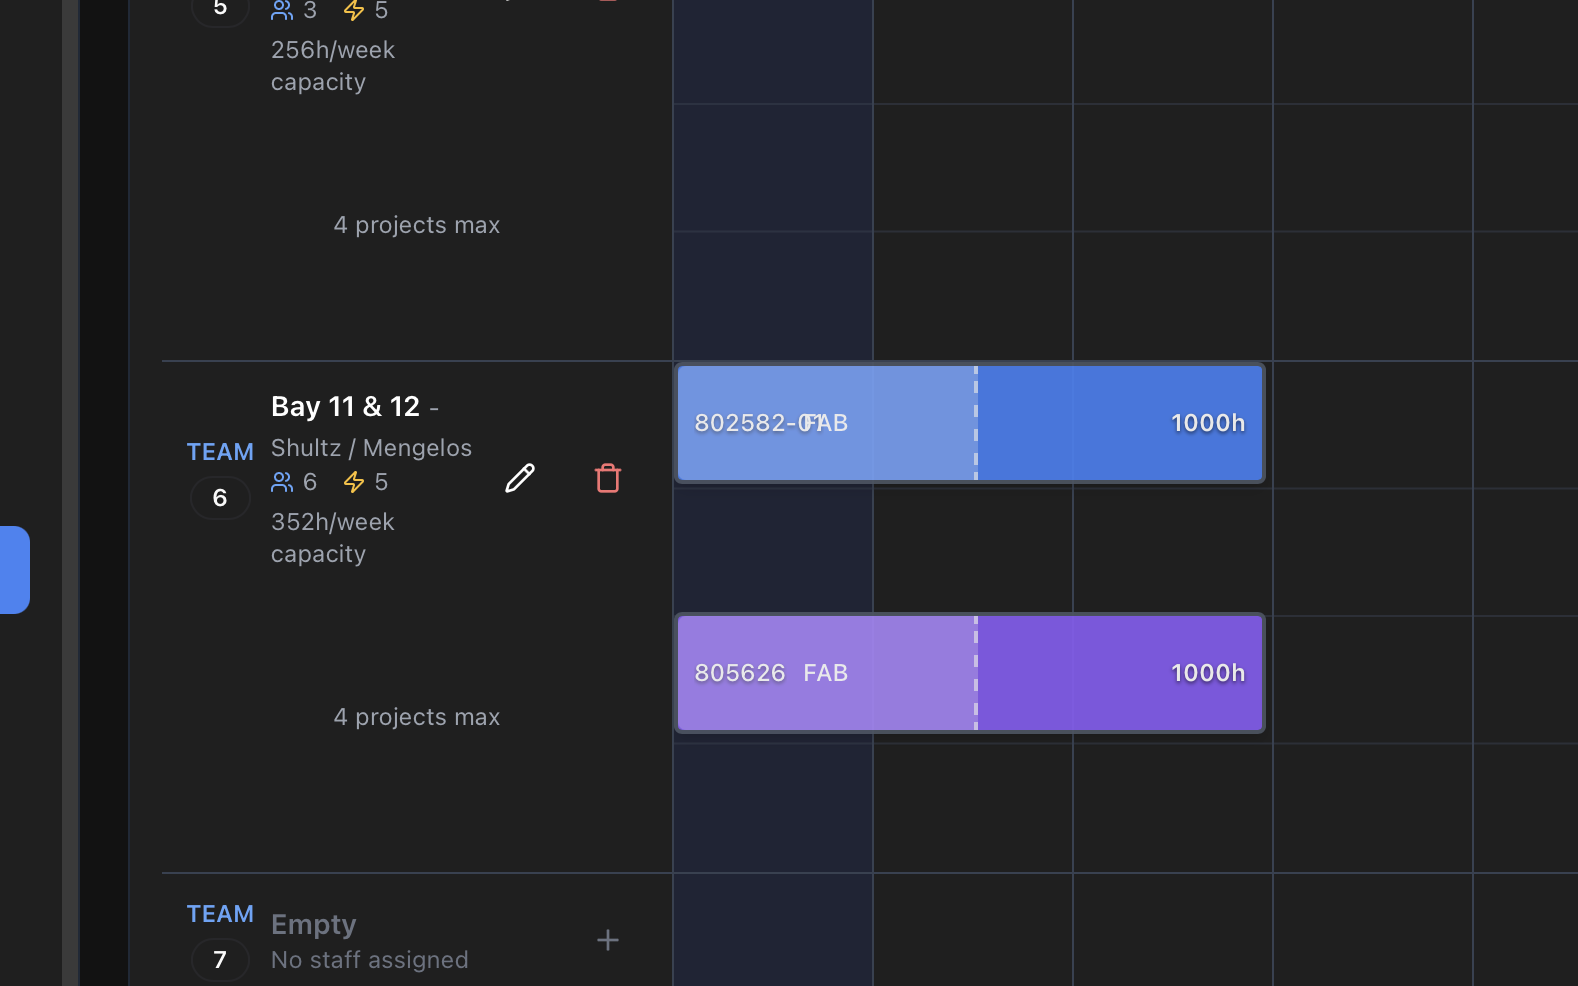 5
3 5
256h/week
capacity
4 projects max
Bay 11 & 12 -
TEAM
Shultz / Mengelos
6 5
6
352h/week
capacity
4 projects max
802582-01 FAB 1000h
805626 FAB 1000h
TEAM
Empty
7
No staff assigned